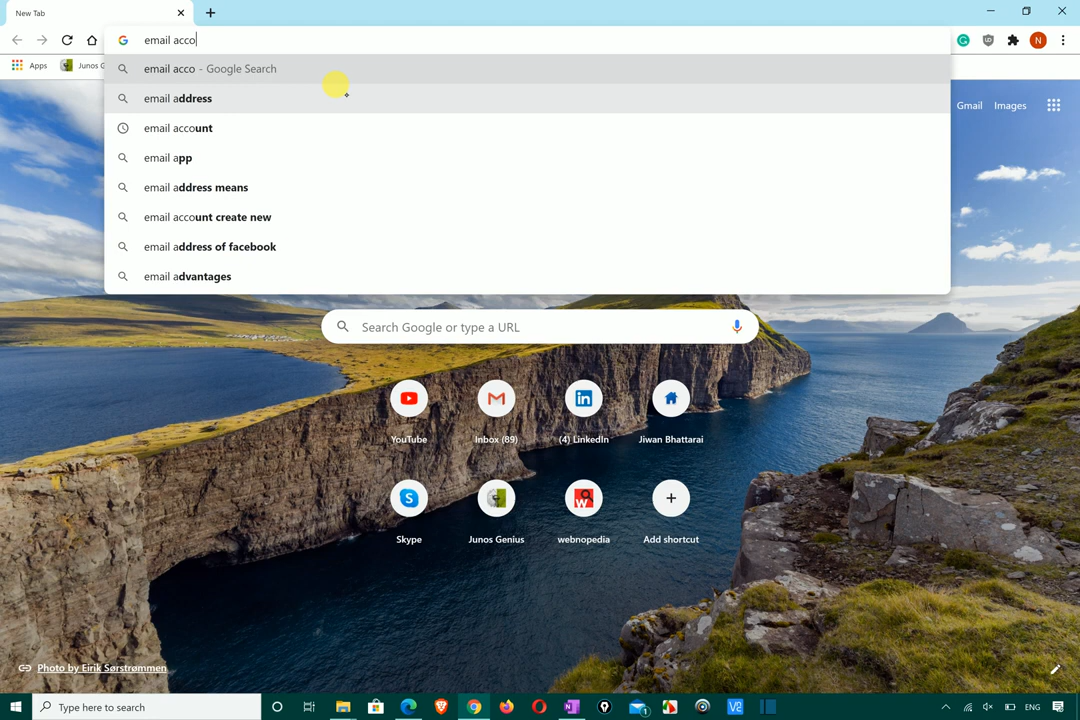 New Tab
email acco
Apps
Junos G
email acco - Google Search
email address
email account
email app
email address means
email account create new
email address of facebook
email advantages
N
Gmail
Images
Search Google or type a URL
YouTube
Inbox (89)
(4) LinkedIn
Jiwan Bhattarai
Skype
Junos Genius
webnopedia
Add shortcut
Photo by Eirik Sørstrømmen
Type here to search
ENG